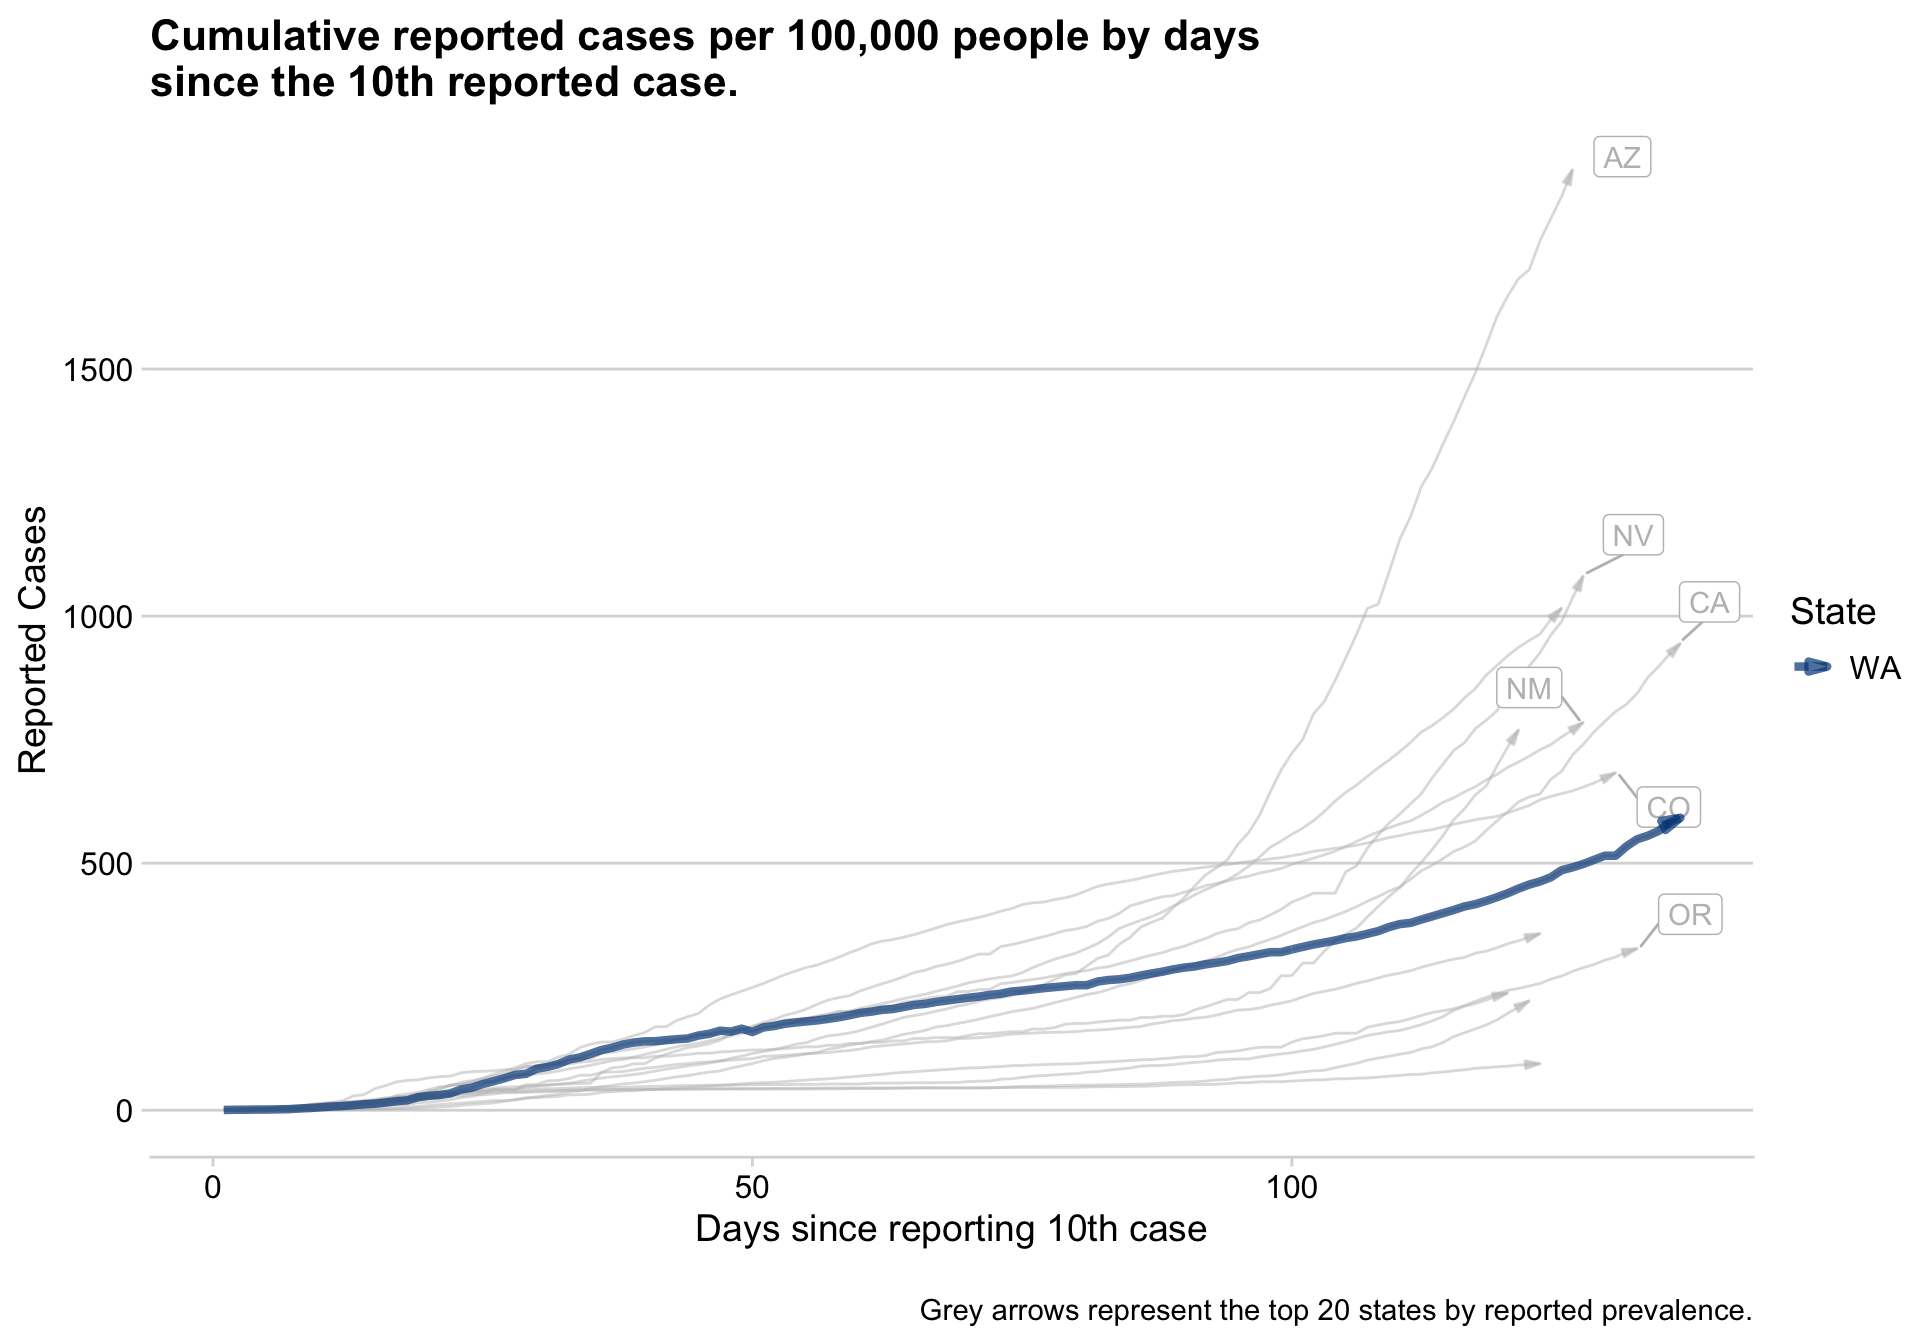 Cumulative reported cases per 100,000 people by days
since the 10th reported case.
AZ
1500
NV
CA
1000
State
WA
NM
CO
500
OR
0
Reported Cases
0 50 100
Days since reporting 10th case
Grey arrows represent the top 20 states by reported prevalence.